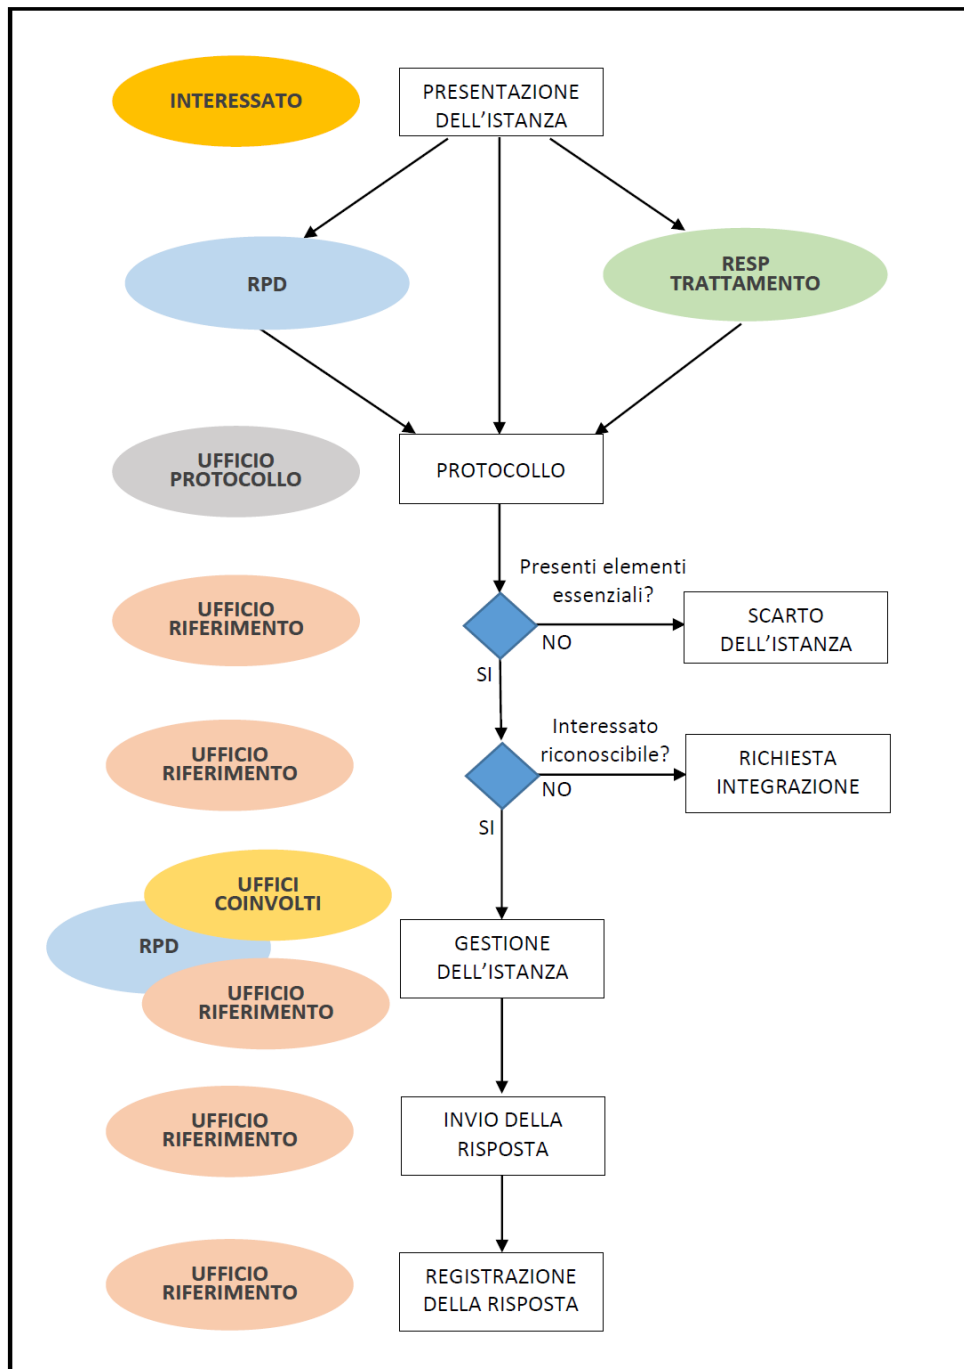 INTERESSATO
PRESENTAZIONE
DELL'ISTANZA
RPD
RESP
TRATTAMENTO
UFFICIO
PROTOCOLLO
PROTOCOLLO
Presenti elementi
essenziali?
UFFICIO
RIFERIMENTO
NO
SCARTO
DELL'ISTANZA
SI
Interessato
riconoscibile?
UFFICIO
RIFERIMENTO
NO
RICHIESTA
INTEGRAZIONE
SI
UFFICI
COINVOLTI
RPD
UFFICIO
RIFERIMENTO
GESTIONE
DELL'ISTANZA
UFFICIO
RIFERIMENTO
INVIO DELLA
RISPOSTA
UFFICIO
RIFERIMENTO
REGISTRAZIONE
DELLA RISPOSTA